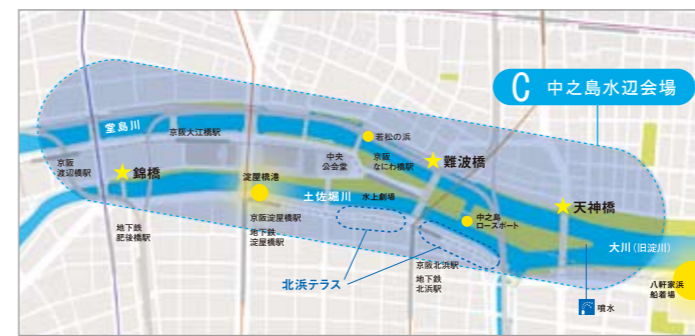 C 中之島水辺会場
堂島川
京阪大江橋駅
若松の浜
京阪
渡辺橋駅
錦橋
淀屋橋港
中央
公会堂
京阪
なにわ橋駅
難波橋
土佐堀川
水上劇場
天神橋
地下鉄
肥後橋駅
京阪淀屋橋駅
地下鉄
淀屋橋駅
中之島
ローズポート
大川(旧淀川)
北浜テラス
京阪北浜駅
地下鉄
北浜駅
噴水
八軒家浜
船着場